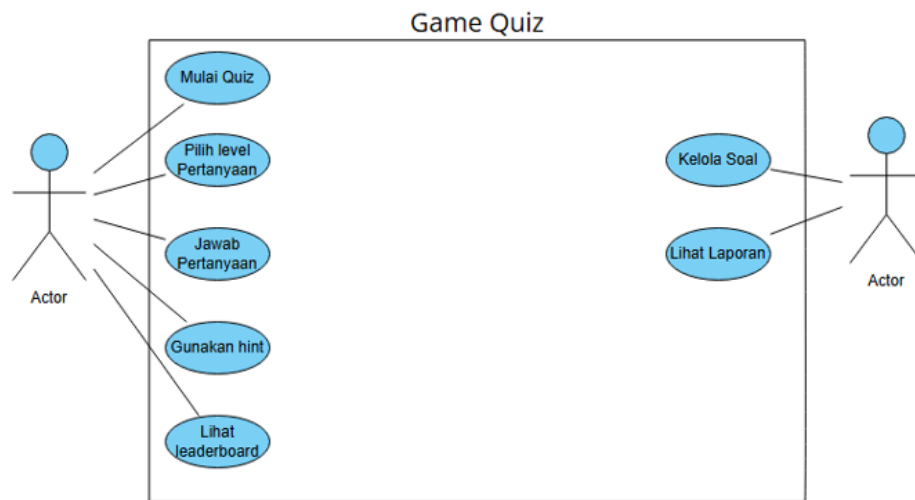 Game Quiz
Mulai Quiz
Pilih level
Pertanyaan
Jawab
Pertanyaan
Gunakan hint
Lihat
leaderboard
Actor
Kelola Soal
Lihat Laporan
Actor